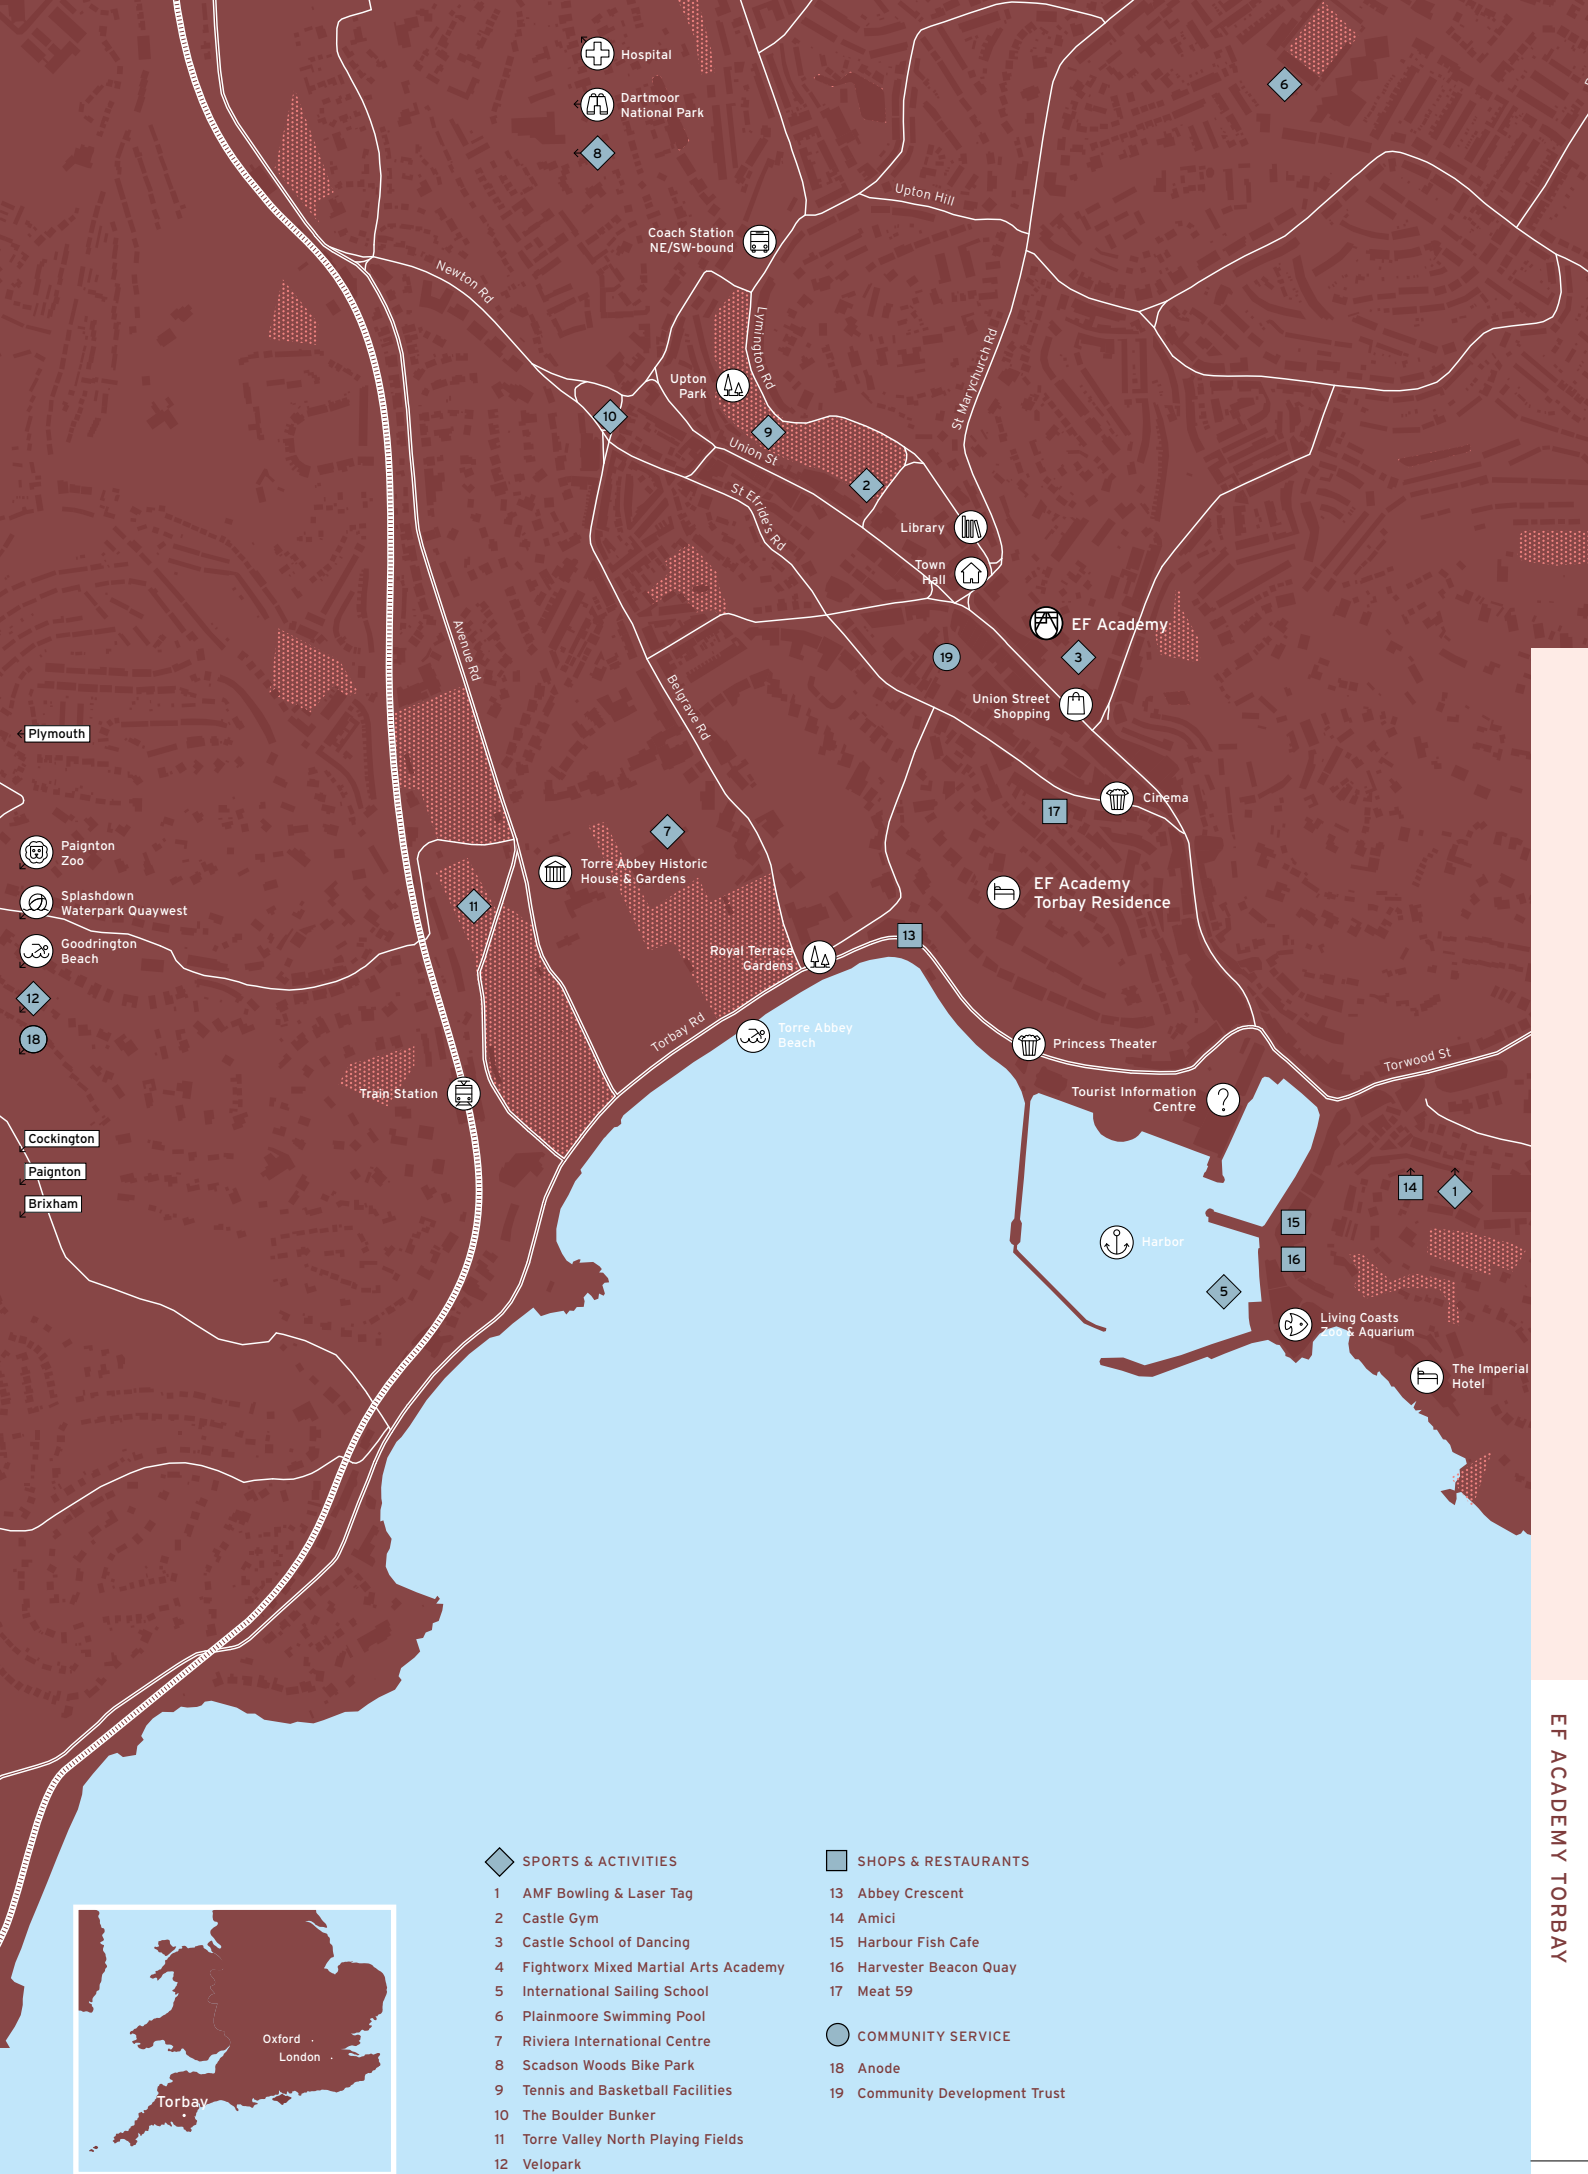 Hospital
Dartmoor
National Park
8
6
Upton Hill
Coach Station
NE/SW-bound
Newton Rd
Lymington Rd
St Marychurch Rd
Upton
Park
10
9
Union St
2
St Efride's Rd
Library
Town
Hall
EF Academy
3
19
Avenue Rd
Belgrave Rd
Union Street
Shopping
Plymouth
Cinema
17
7
Paignton
Zoo
Torre Abbey Historic
House & Gardens
EF Academy
Torbay Residence
Splashdown
Waterpark Quaywest
11
13
Goodrington
Beach
Royal Terrace
Gardens
12
18
Torbay Rd
Torre Abbey
Beach
Princess Theater
Torwood St
Train Station
Tourist Information
Centre
?
Cockington
Paignton
Brixham
14
1
15
Harbor
16
5
Living Coasts
Zoo & Aquarium
The Imperial
Hotel
EF ACADEMY TORBAY
SPORTS & ACTIVITIES
1 AMF Bowling & Laser Tag
2 Castle Gym
3 Castle School of Dancing
4 Fightworx Mixed Martial Arts Academy
5 International Sailing School
6 Plainmoore Swimming Pool
7 Riviera International Centre
8 Scadson Woods Bike Park
9 Tennis and Basketball Facilities
10 The Boulder Bunker
11 Torre Valley North Playing Fields
12 Velopark
SHOPS & RESTAURANTS
13 Abbey Crescent
14 Amici
15 Harbour Fish Cafe
16 Harvester Beacon Quay
17 Meat 59
COMMUNITY SERVICE
18 Anode
19 Community Development Trust
Oxford
London
Torbay